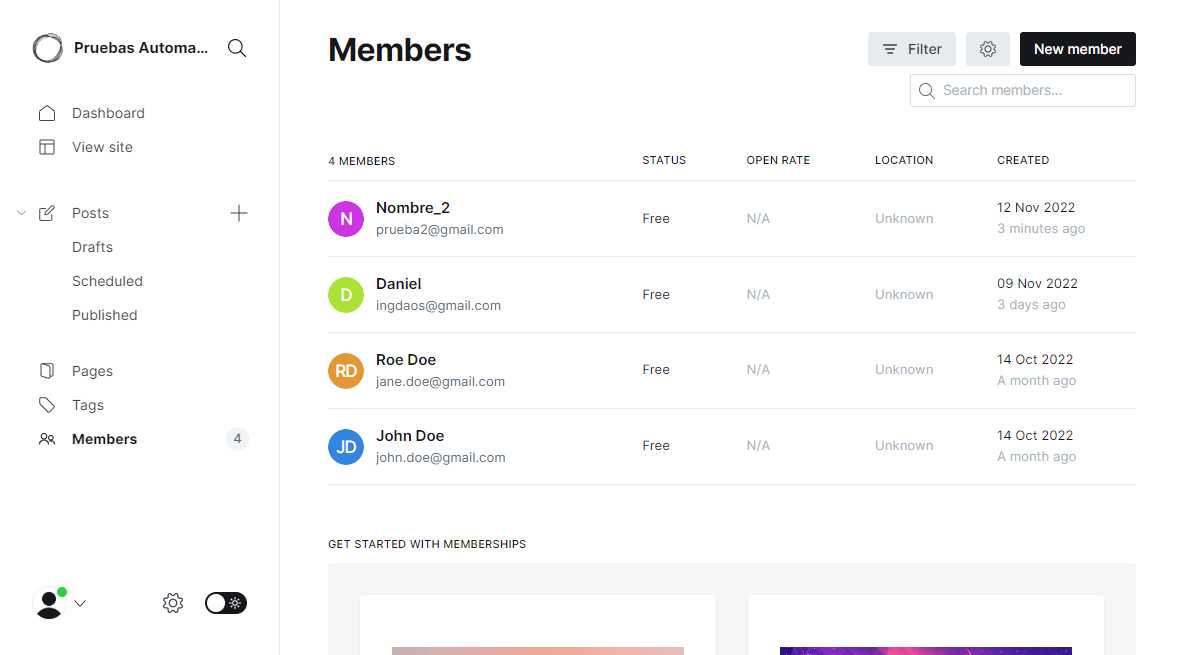 Pruebas Automa...
Dashboard
View site
Posts
Drafts
Scheduled
Published
Pages
Tags
Members 4
Members
Filter
New member
Search members...
4 MEMBERS STATUS OPEN RATE LOCATION CREATED
N Nombre_2 Free N/A Unknown 12 Nov 2022
prueba2@gmail.com 3 minutes ago
D Daniel Free N/A Unknown 09 Nov 2022
ingdaos@gmail.com 3 days ago
RD Roe Doe Free N/A Unknown 14 Oct 2022
jane.doe@gmail.com A month ago
JD John Doe Free N/A Unknown 14 Oct 2022
john.doe@gmail.com A month ago
GET STARTED WITH MEMBERSHIPS